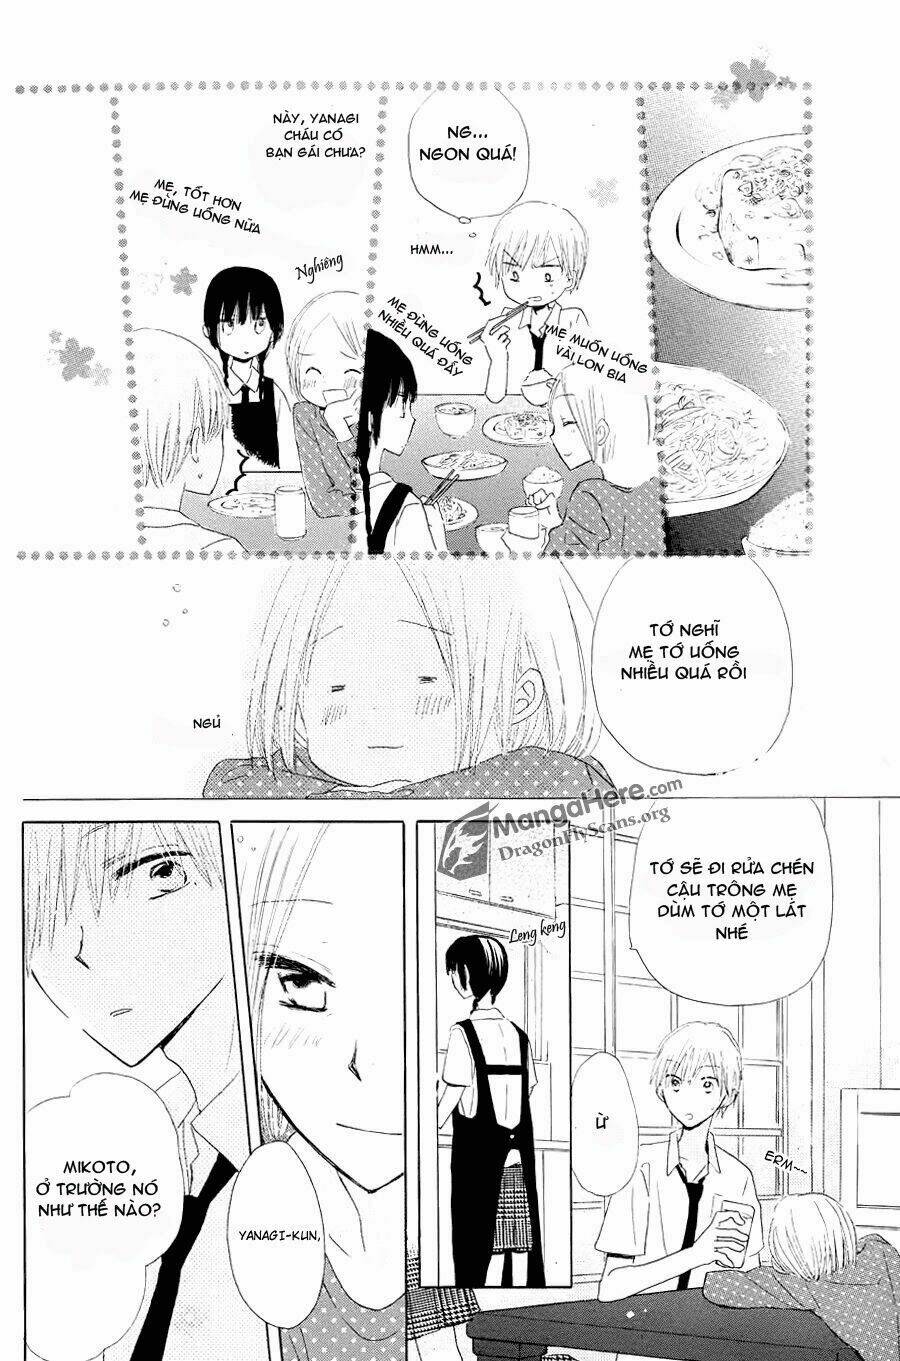 NG...
NGON QUÁ!
HMM...
MẸ MUỐN UỐNG
VÀI LON BIA
MẸ ĐỪNG UỐNG
NHIỀU QUÁ ĐẤY
NÀY, YANAGI
CHÁU CÓ
BẠN GÁI CHƯA?
Nghiêng
MẸ, TỐT HƠN
MẸ ĐỪNG UỐNG NỮA
TỚ NGHĨ
MẸ TỚ UỐNG
NHIỀU QUÁ RỒI
NGỦ
MangaHere.com
DragonFlyScans.org
TỚ SẼ ĐI RỬA CHÉN
CẬU TRÔNG MẸ
DÙM TỚ MỘT LÁT
NHÉ
Leng keng
Ừ
ERM~~
YANAGI-KUN,
MIKOTO,
Ở TRƯỜNG NÓ
NHƯ THẾ NÀO?